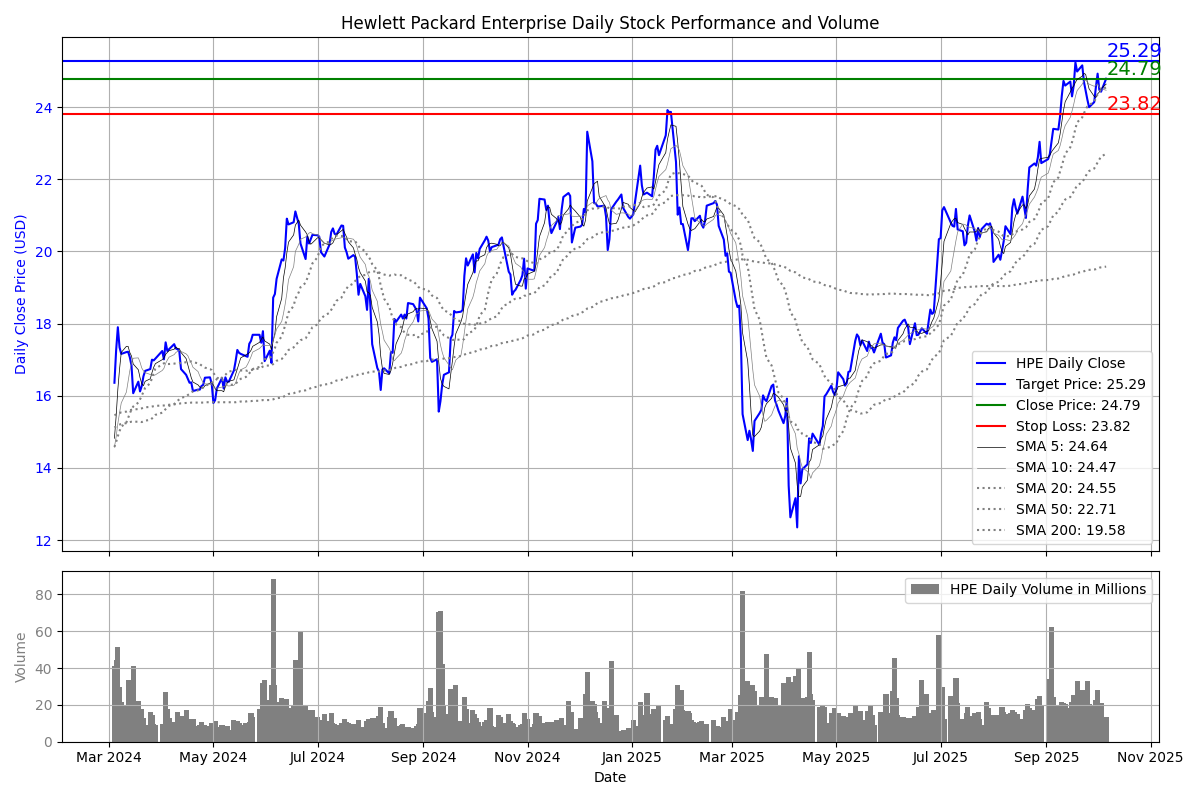 Hewlett Packard Enterprise Daily Stock Performance and Volume
25.29
24.79
23.82
Daily Close Price (USD)
24
22
20
18
16
14
12
HPE Daily Close
Target Price: 25.29
Close Price: 24.79
Stop Loss: 23.82
SMA 5: 24.64
SMA 10: 24.47
SMA 20: 24.55
SMA 50: 22.71
SMA 200: 19.58
HPE Daily Volume in Millions
Volume
80
60
40
20
0
Mar 2024 May 2024 Jul 2024 Sep 2024 Nov 2024 Jan 2025 Mar 2025 May 2025 Jul 2025 Sep 2025 Nov 2025
Date